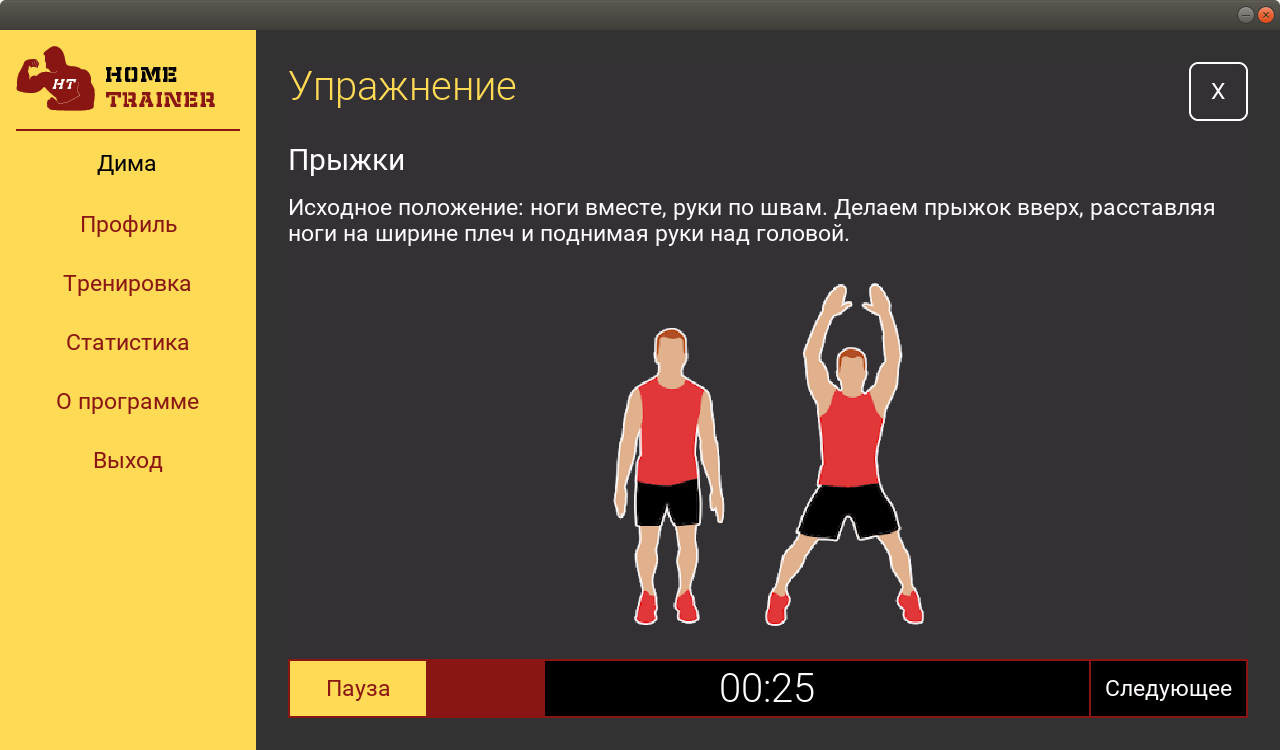 HT
HOME
TRAINER
Дима
Профиль
Тренировка
Статистика
О программе
Выход
Упражнение
X
Прыжки
Исходное положение: ноги вместе, руки по швам. Делаем прыжок вверх, расставляя
ноги на ширине плеч и поднимая руки над головой.
Пауза
00:25
Следующее